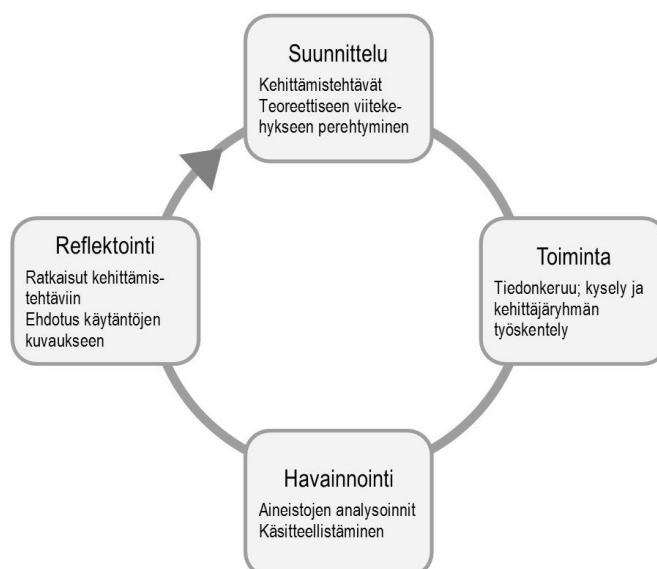 Suunnittelu
Kehittämistehtävät
Teoreettiseen viiteke-
hykseen perehtyminen
Toiminta
Tiedonkeruu; kysely ja
kehittäjäryhmän
työskentely
Havainnointi
Aineistojen analysoinnit
Käsitteellistäminen
Reflektointi
Ratkaisut kehittämis-
tehtäviin
Ehdotus käytäntöjen
kuvaukseen